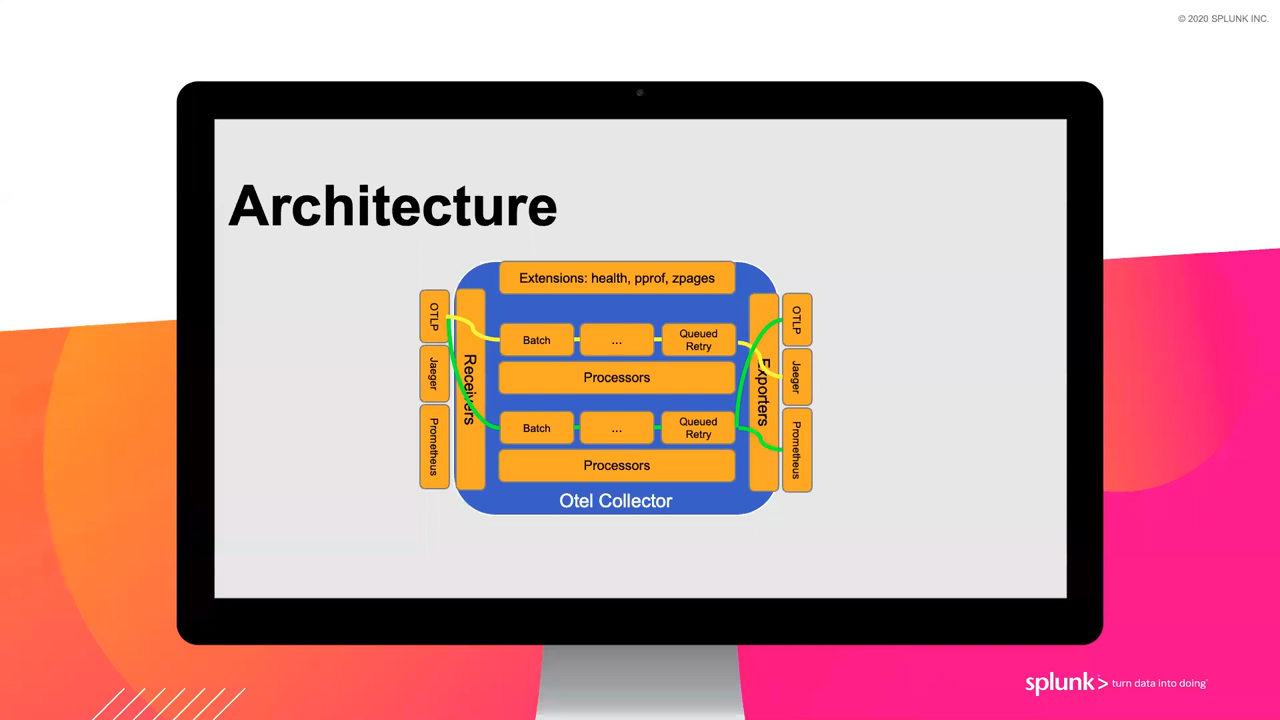 © 2020 SPLUNK INC.
Architecture
Extensions: health, pprof, zpages
OTLP
Jaeger
Prometheus
Receivers
Batch
...
Queued
Retry
Processors
Batch
...
Queued
Retry
Processors
Otel Collector
Exporters
OTLP
Jaeger
Prometheus
splunk> turn data into doing